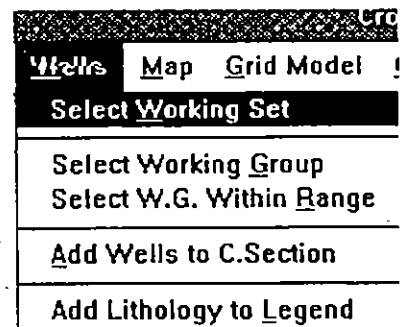 Cro
Wells Map Grid Model
Select Working Set
Select Working Group
Select W.G. Within Range
Add Wells to C.Section
Add Lithology to Legend